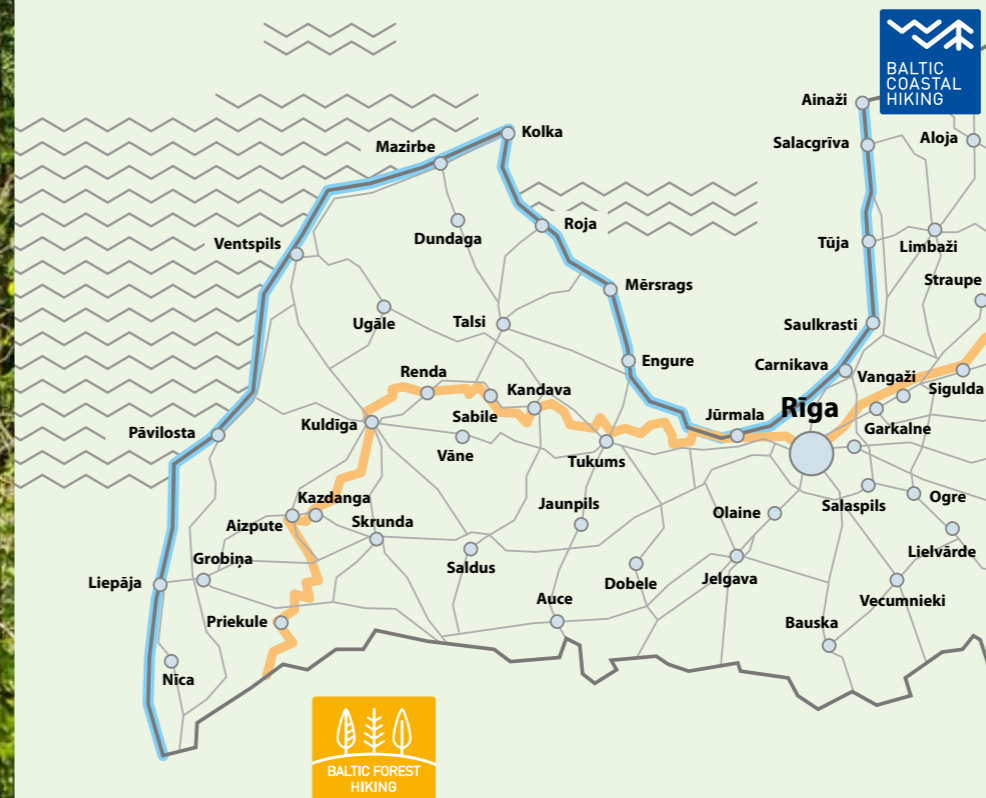 BALTIC
COASTAL
HIKING
Ainaži
Aloja
Kolka
Salacgrīva
Mazirbe
Roja
Dundaga
Limbaži
Tūja
Ventspils
Straupe
Mērsrags
Ugāle
Talsi
Saulkrasti
Engure
Carnikava
Vangaži
Renda
Kandava
Sigulda
Rīga
Jūrmala
Sabile
Kuldīga
Garkalne
Pāvilosta
Vāne
Tukums
Kazdanga
Jaunpils
Ogre
Salaspils
Olaine
Skrunda
Aizpute
Lielvārde
Grobiņa
Saldus
Liepāja
Dobele
Jelgava
Auce
Vecumnieki
Priekule
Bauska
Nīca
BALTIC FOREST
HIKING